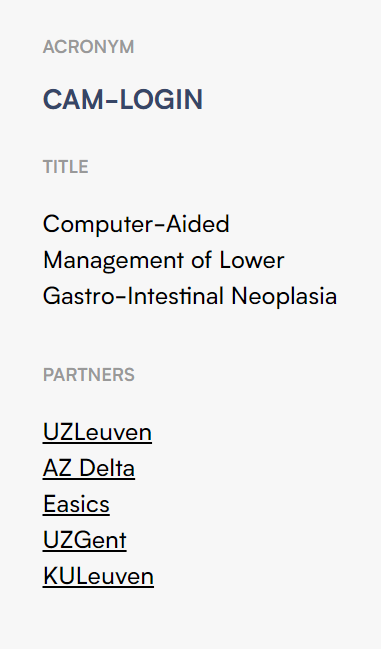 ACRONYM
CAM-LOGIN
TITLE
Computer-Aided
Management of Lower
Gastro-Intestinal Neoplasia
PARTNERS
UZLeuven
AZ Delta
Easics
UZGent
KULeuven